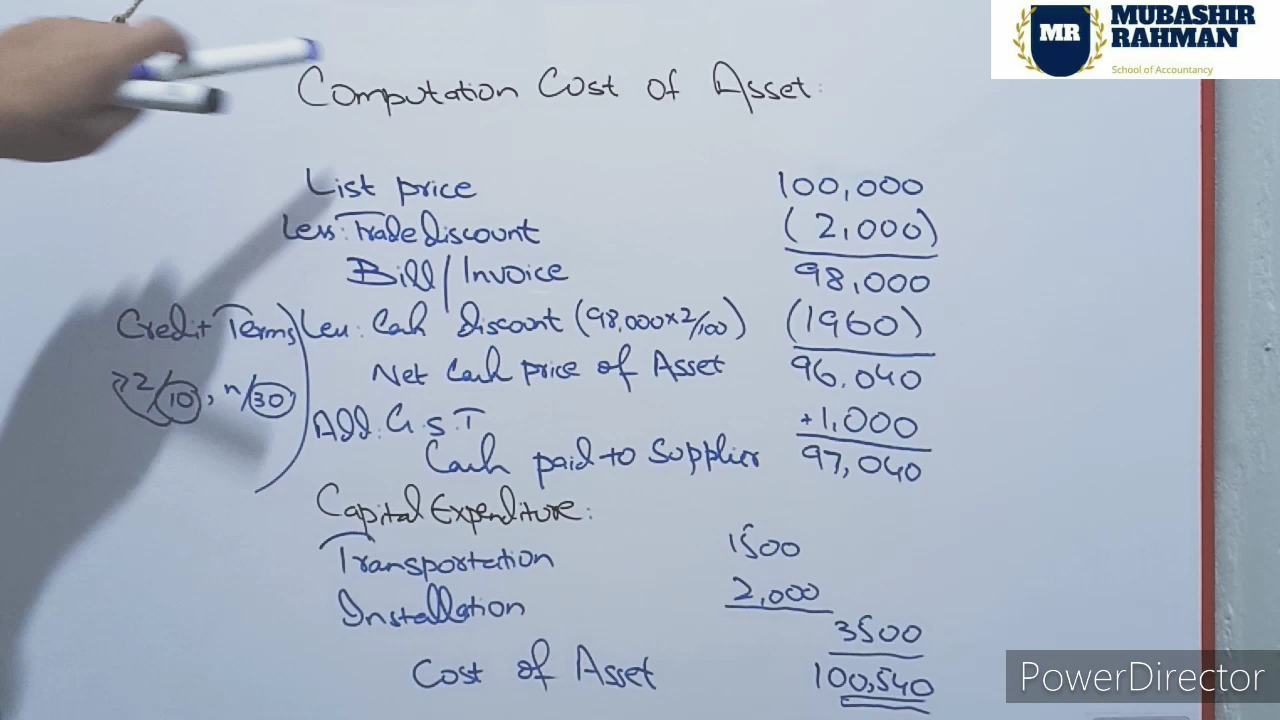 MR
MUBASHIR
RAHMAN
School of Accountancy
Computation Cost of Asset:
List price 100,000
Less: Trade discount (2,000)
Bill/Invoice 98,000
Credit Terms Less: Cash discount (98,000x2/100) (1960)
Net Cash price of Asset 96,040
2/10, n/30
Add: G.S.T +1,000
Cash paid to Supplier 97,040
Capital Expenditure:
Transportation 1500
Installation 2,000
3500
Cost of Asset 100,540
PowerDirector